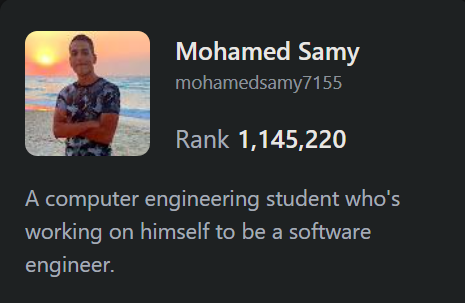 Mohamed Samy
mohamedsamy7155
Rank 1,145,220
A computer engineering student who's
working on himself to be a software
engineer.